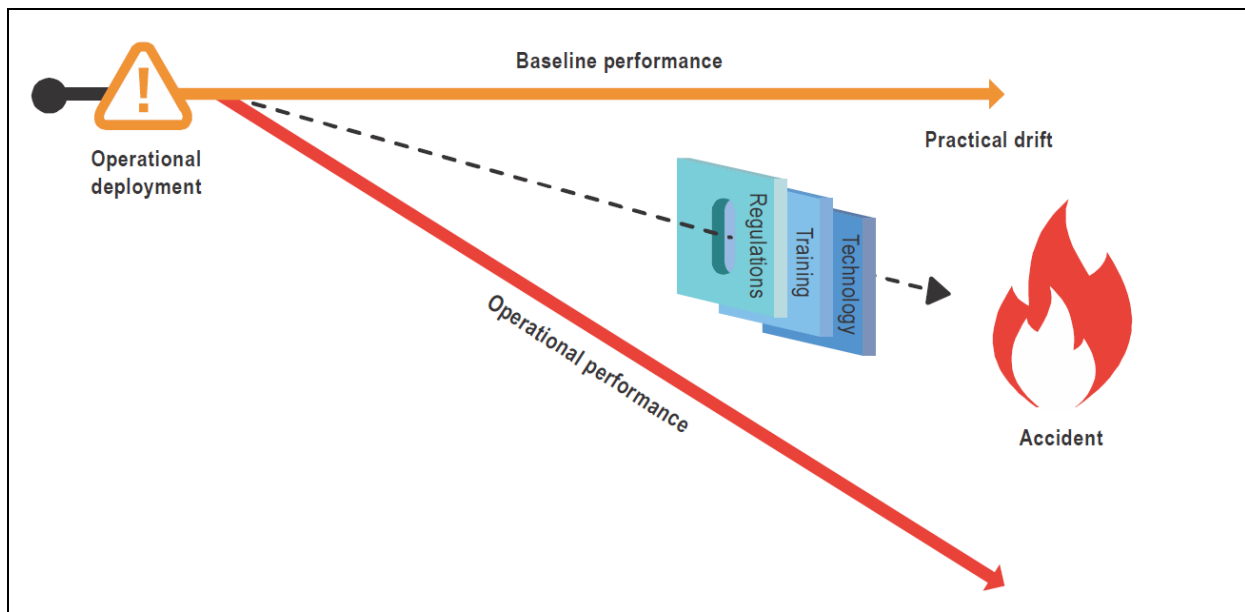 Baseline performance
Operational
deployment
Practical drift
Regulations
Training
Technology
Operational performance
Accident